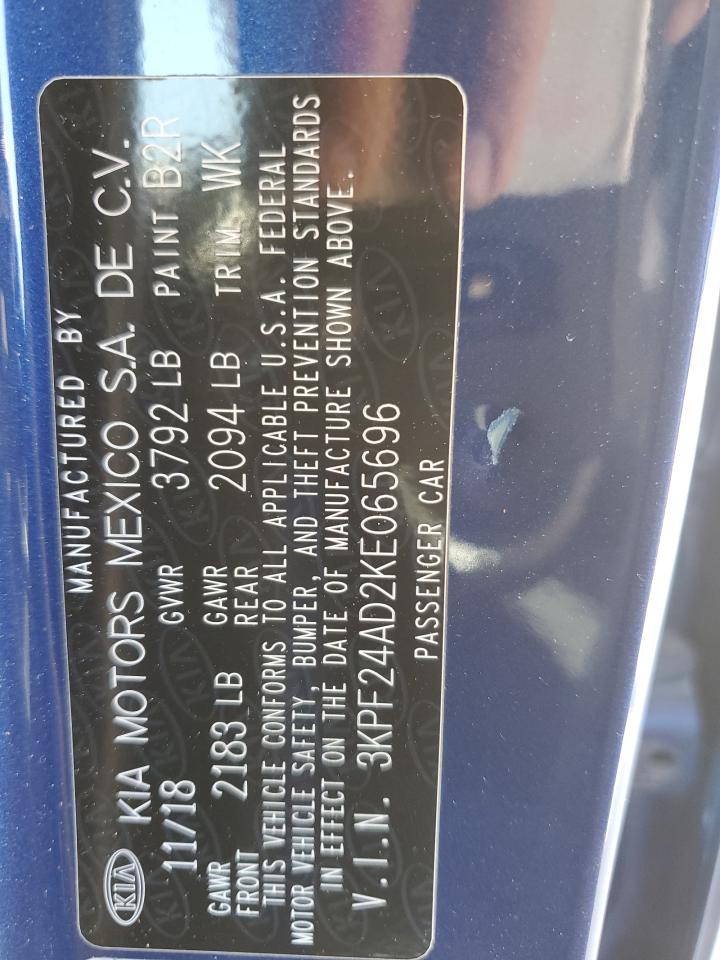 MANUFACTURED BY
KIA KIA MOTORS MEXICO S.A. DE C.V.
11/18 GVWR 3792 LB PAINT B2R
GAWR FRONT 2183 LB GAWR REAR 2094 LB TRIM WK
THIS VEHICLE CONFORMS TO ALL APPLICABLE U.S.A. FEDERAL
MOTOR VEHICLE SAFETY, BUMPER, AND THEFT PREVENTION STANDARDS
IN EFFECT ON THE DATE OF MANUFACTURE SHOWN ABOVE.
V.I.N. 3KPF24AD2KE065696
PASSENGER CAR